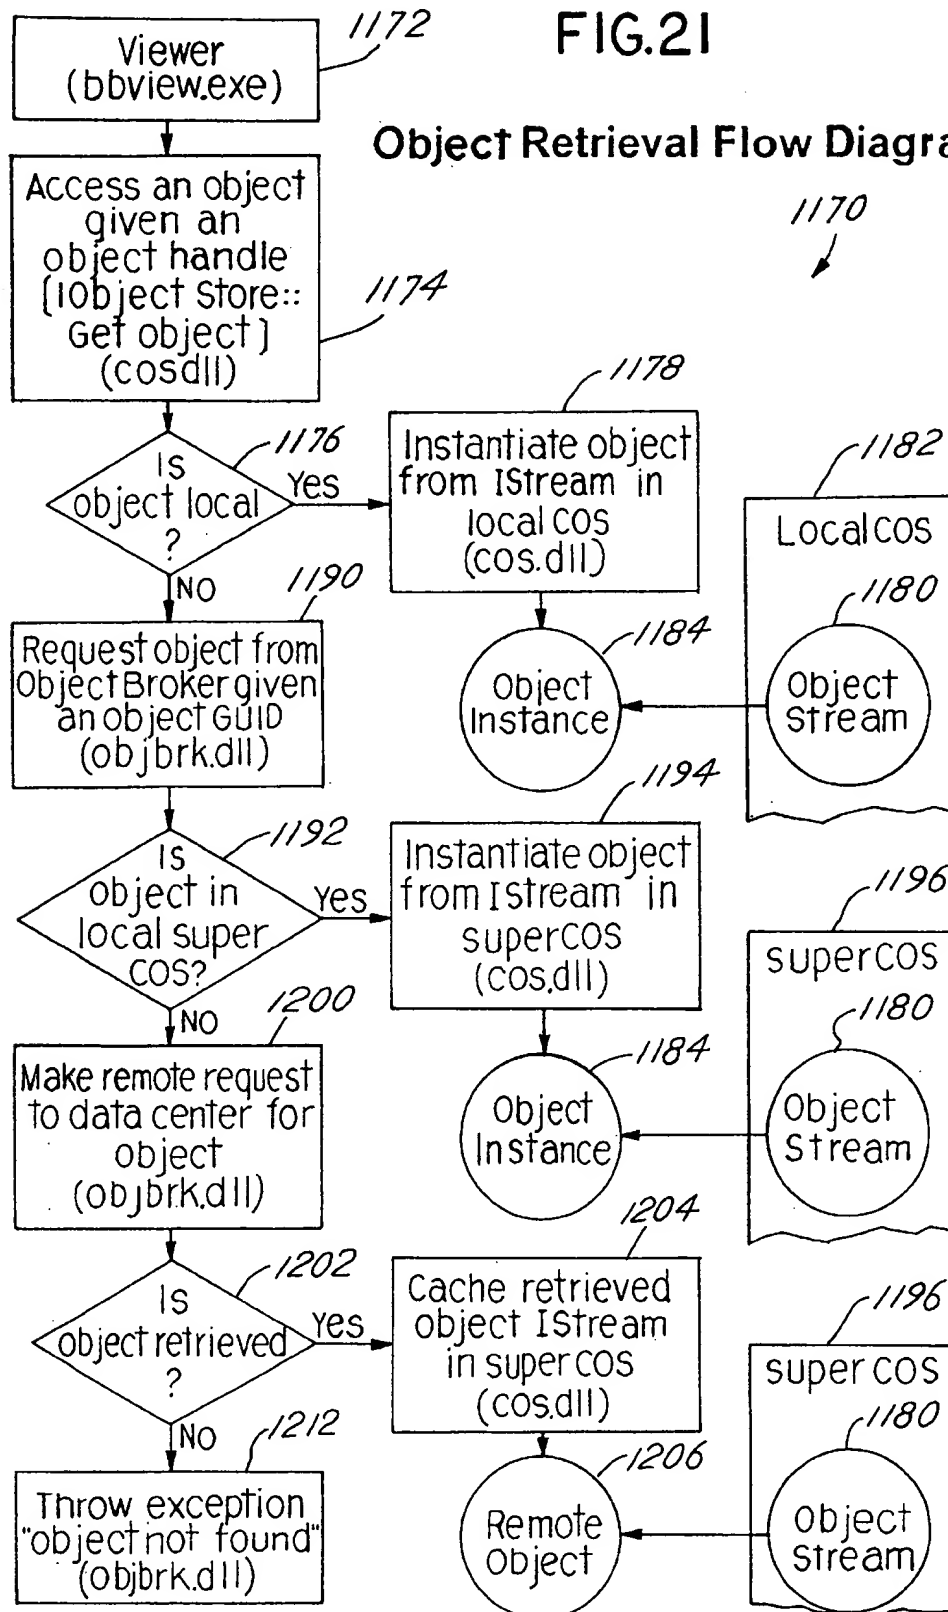 FIG.21
Object Retrieval Flow Diagra
1170
1172
Viewer
(bbview.exe)
1174
Access an object
given an
object handle
[IObject Store::
Get object]
(cosdll)
1176
Is
object local
?
Yes
NO
1178
Instantiate object
from IStream in
local COS
(cos.dll)
1182
Local COS
1180
Object
Stream
1184
Object
Instance
1190
Request object from
Object Broker given
an object GUID
(objbrk.dll)
1192
Is
object in
local super
COS?
Yes
NO
1194
Instantiate object
from IStream in
superCOS
(cos.dll)
1196
superCOS
1180
Object
Stream
1184
Object
Instance
1200
Make remote request
to data center for
object
(objbrk.dll)
1202
Is
object retrieved
?
Yes
NO
1204
Cache retrieved
object IStream
in super COS
(cos.dll)
1196
super COS
1180
Object
Stream
1206
Remote
Object
1212
Throw exception
"object not found"
(objbrk.dll)